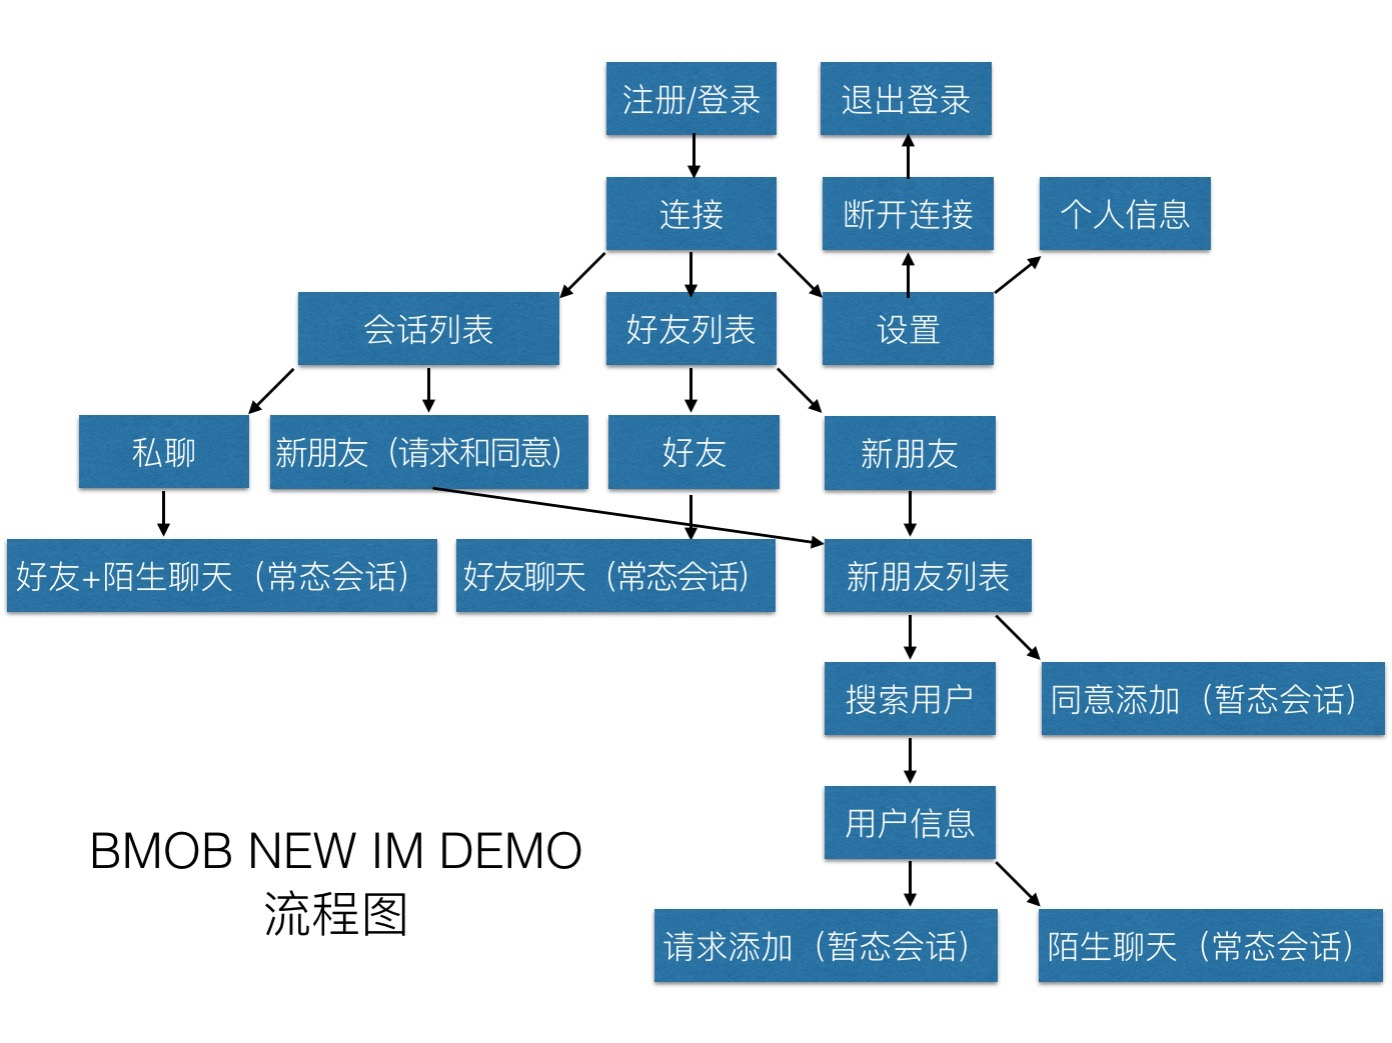 注册/登录
退出登录
连接
断开连接
个人信息
会话列表
好友列表
设置
私聊
新朋友（请求和同意）
好友
新朋友
好友+陌生聊天（常态会话）
好友聊天（常态会话）
新朋友列表
搜索用户
同意添加（暂态会话）
用户信息
BMOB NEW IM DEMO
流程图
请求添加（暂态会话）
陌生聊天（常态会话）